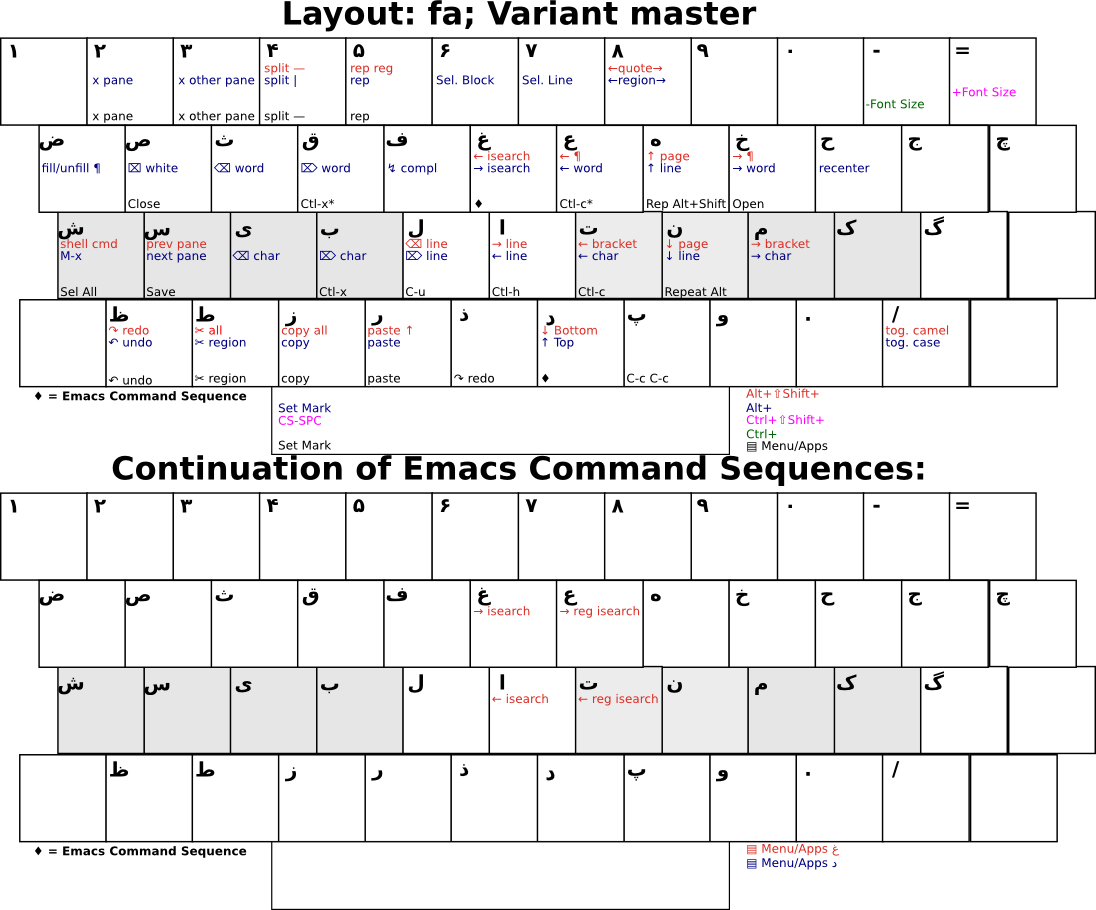 Layout: fa; Variant master
۱ ۲ ۳ ۴ ۵ ۶ ۷ ۸ ۹ ۰ - =
split — rep reg ←quote→
x pane x other pane split | rep Sel. Block Sel. Line ←region→
+Font Size
-Font Size
x pane x other pane split — rep
ض ص ث ق ف غ ع ه خ ح ج چ
← isearch ← ¶ ↑ page → ¶
fill/unfill ¶ ⌧ white ⌫ word ⌦ word ↯ compl → isearch ← word ↑ line → word recenter
Close Ctl-x* ♦ Ctl-c* Rep Alt+Shift Open
ش س ی ب ل ا ت ن م ک گ
shell cmd prev pane ⌫ line → line ← bracket ↓ page → bracket
M-x next pane ⌫ char ⌦ char ⌦ line ← line ← char ↓ line → char
Sel All Save Ctl-x C-u Ctl-h Ctl-c Repeat Alt
ظ ط ز ر ذ د پ و . /
↷ redo ✂ all copy all paste ↑ ↓ Bottom tog. camel
↶ undo ✂ region copy paste ↑ Top tog. case
↶ undo ✂ region copy paste ↷ redo ♦ C-c C-c
♦ = Emacs Command Sequence
Set Mark
CS-SPC
Set Mark
Alt+⇧Shift+
Alt+
Ctrl+⇧Shift+
Ctrl+
▤ Menu/Apps
Continuation of Emacs Command Sequences:
۱ ۲ ۳ ۴ ۵ ۶ ۷ ۸ ۹ ۰ - =
ض ص ث ق ف غ ع ه خ ح ج چ
→ isearch → reg isearch
ش س ی ب ل ا ت ن م ک گ
← isearch ← reg isearch
ظ ط ز ر ذ د پ و . /
♦ = Emacs Command Sequence
▤ Menu/Apps غ
▤ Menu/Apps د